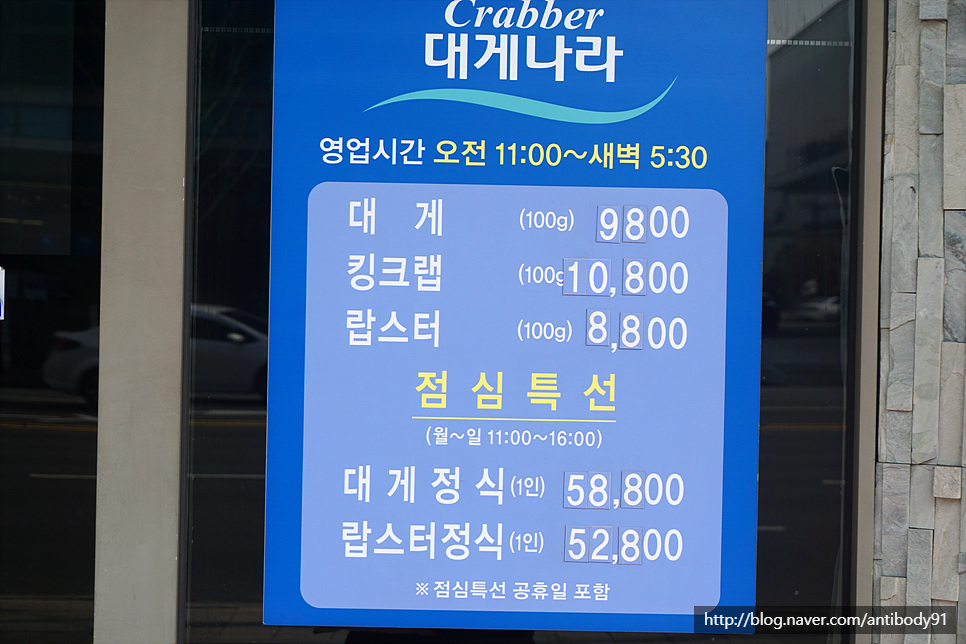 Crabber
대게나라
영업시간 오전 11:00~새벽 5:30
대 게 (100g) 9800
킹크랩 (100g 10,800
랍스터 (100g) 8,800
점심특선
(월~일 11:00~16:00)
대게정식(1인) 58,800
랍스터정식(1인) 52,800
※ 점심특선 공휴일 포함
http://blog.naver.com/antibody91